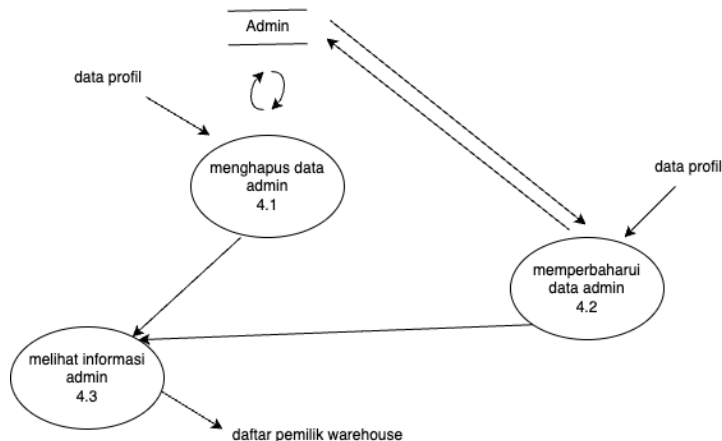 Admin
data profil
menghapus data
admin
4.1
data profil
memperbaharui
data admin
4.2
melihat informasi
admin
4.3
daftar pemilik warehouse